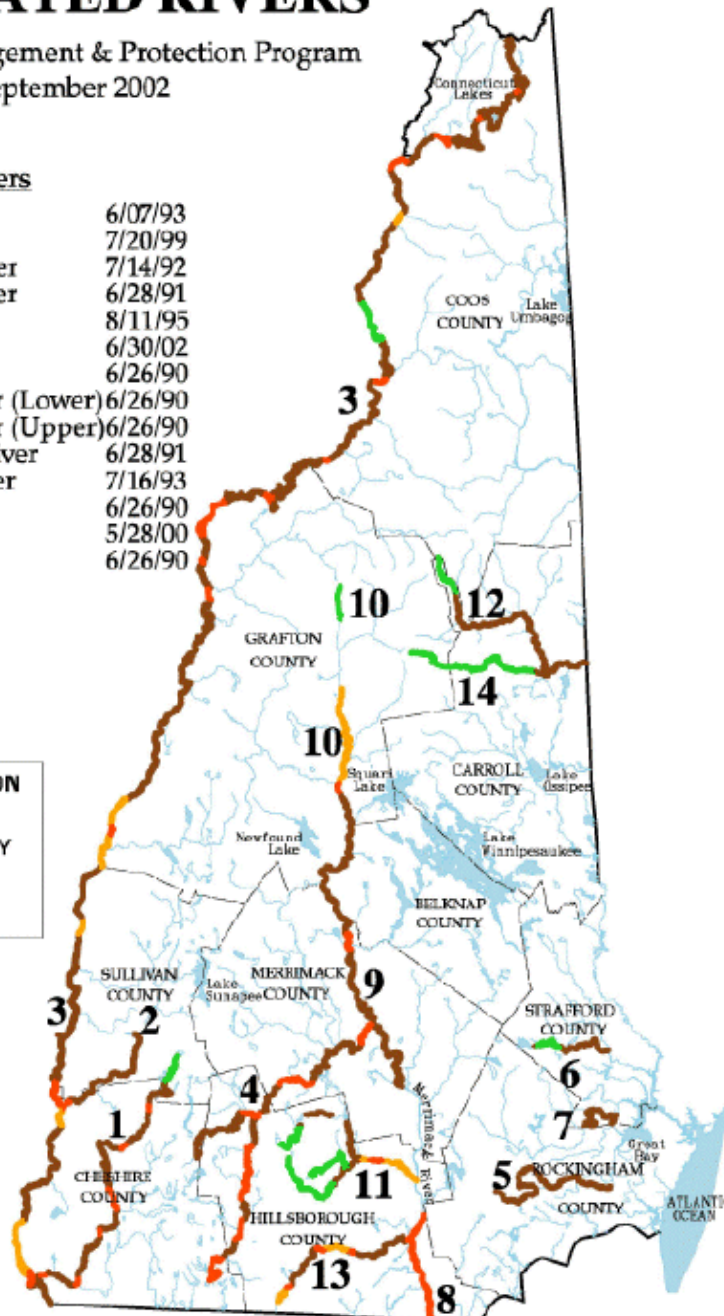 ATED RIVERS
gement & Protection Program
eptember 2002
ers
6/07/93
7/20/99
er 7/14/92
er 6/28/91
8/11/95
6/30/02
6/26/90
r (Lower) 6/26/90
r (Upper) 6/26/90
iver 6/28/91
er 7/16/93
6/26/90
5/28/00
6/26/90
ON
Y
Connecticut
Lakes
COOS
COUNTY
Lake
Umbagog
3
10
12
GRAFTON
COUNTY
14
10
Squam
Lake
CARROLL
COUNTY
Lake
Ossipee
Newfound
Lake
Lake
Winnipesaukee
BELKNAP
COUNTY
SULLIVAN
COUNTY
Lake
Sunapee
MERRIMACK
COUNTY
9
3
2
STRAFFORD
COUNTY
6
4
1
7
Merrimack River
Great
Bay
CHESHIRE
COUNTY
11
5
ROCKINGHAM
COUNTY
ATLANTIC
OCEAN
HILLSBOROUGH
COUNTY
13
8